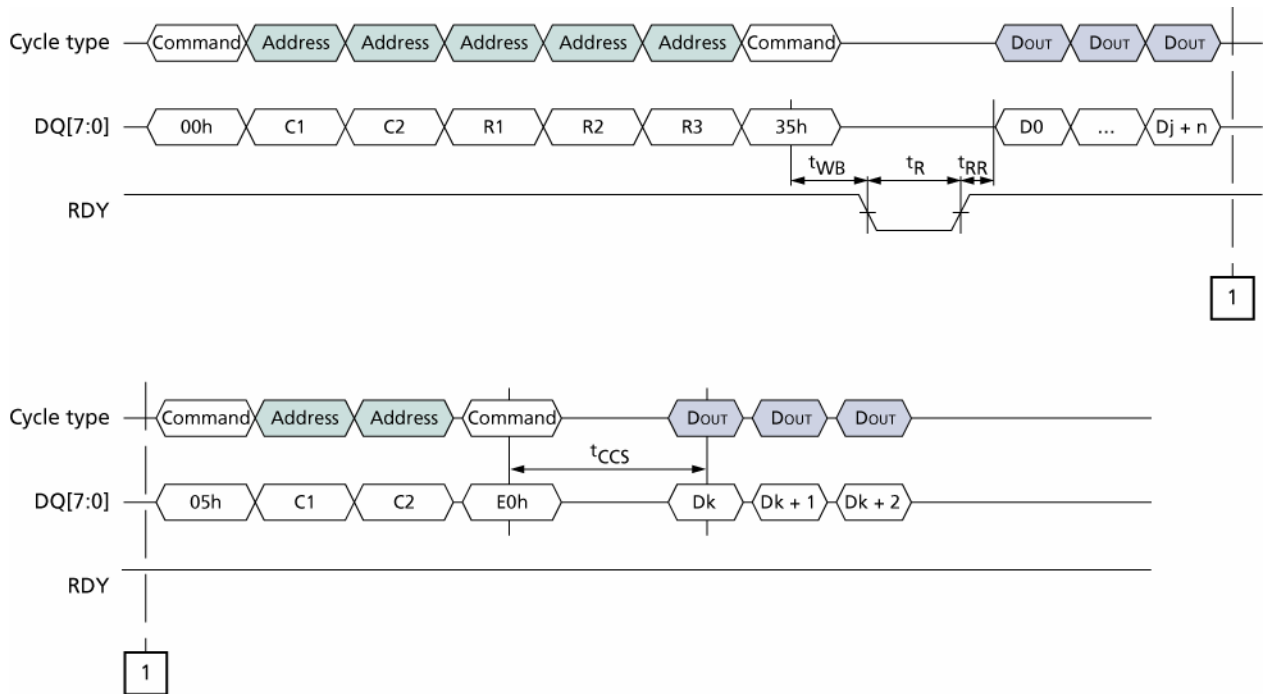 Cycle type Command Address Address Address Address Address Command DOUT DOUT DOUT
DQ[7:0] 00h C1 C2 R1 R2 R3 35h D0 ... Dj + n
tWB tR tRR
RDY
1
Cycle type Command Address Address Command DOUT DOUT DOUT
tCCS
DQ[7:0] 05h C1 C2 E0h Dk Dk + 1 Dk + 2
RDY
1